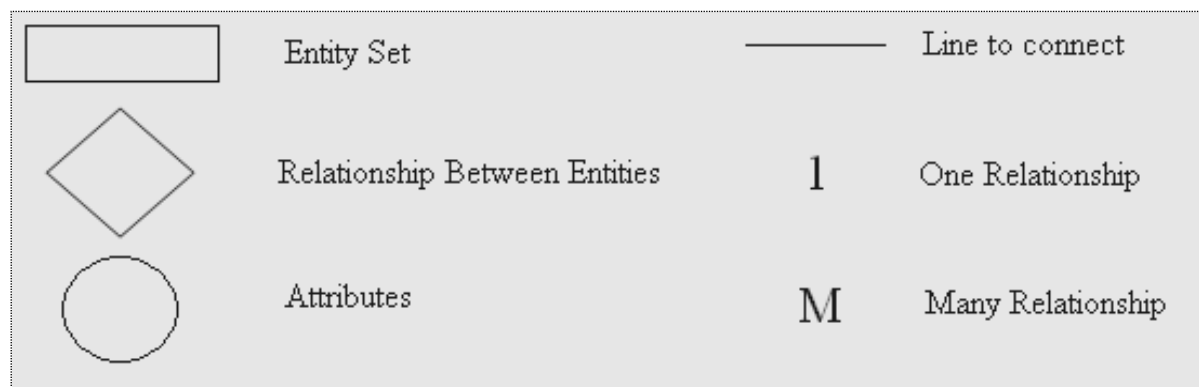 Entity Set
Line to connect
Relationship Between Entities
1
One Relationship
Attributes
M
Many Relationship